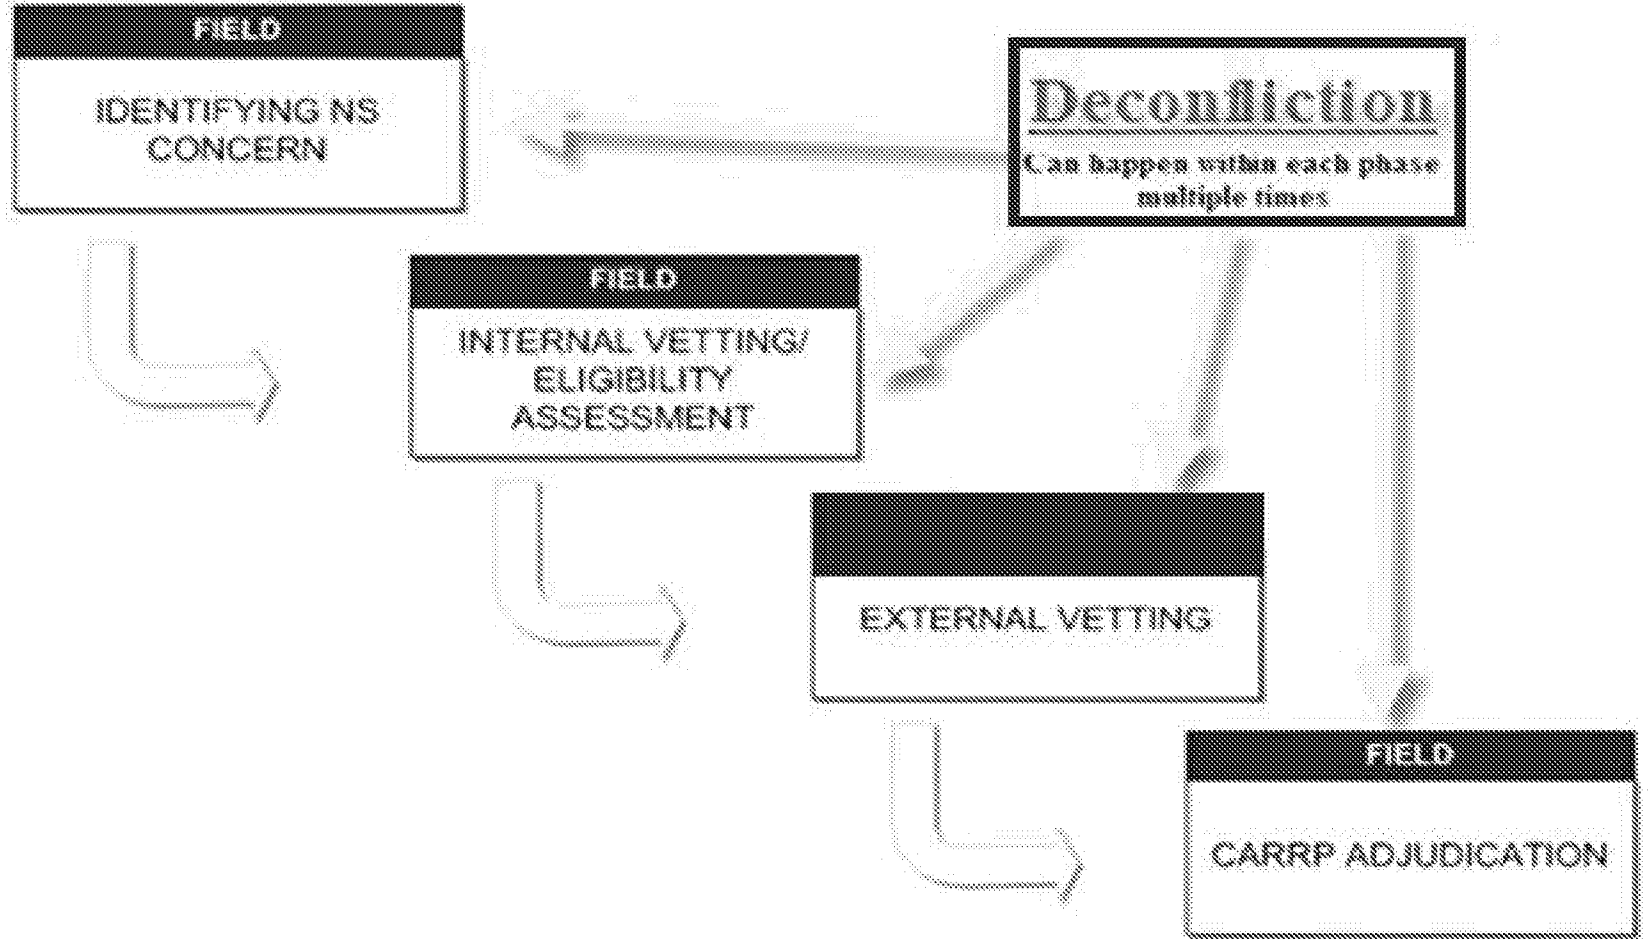 FIELD
IDENTIFYING NS
CONCERN
Deconfliction
Can happen within each phase
multiple times
FIELD
INTERNAL VETTING/
ELIGIBILITY
ASSESSMENT
EXTERNAL VETTING
FIELD
CARRP ADJUDICATION